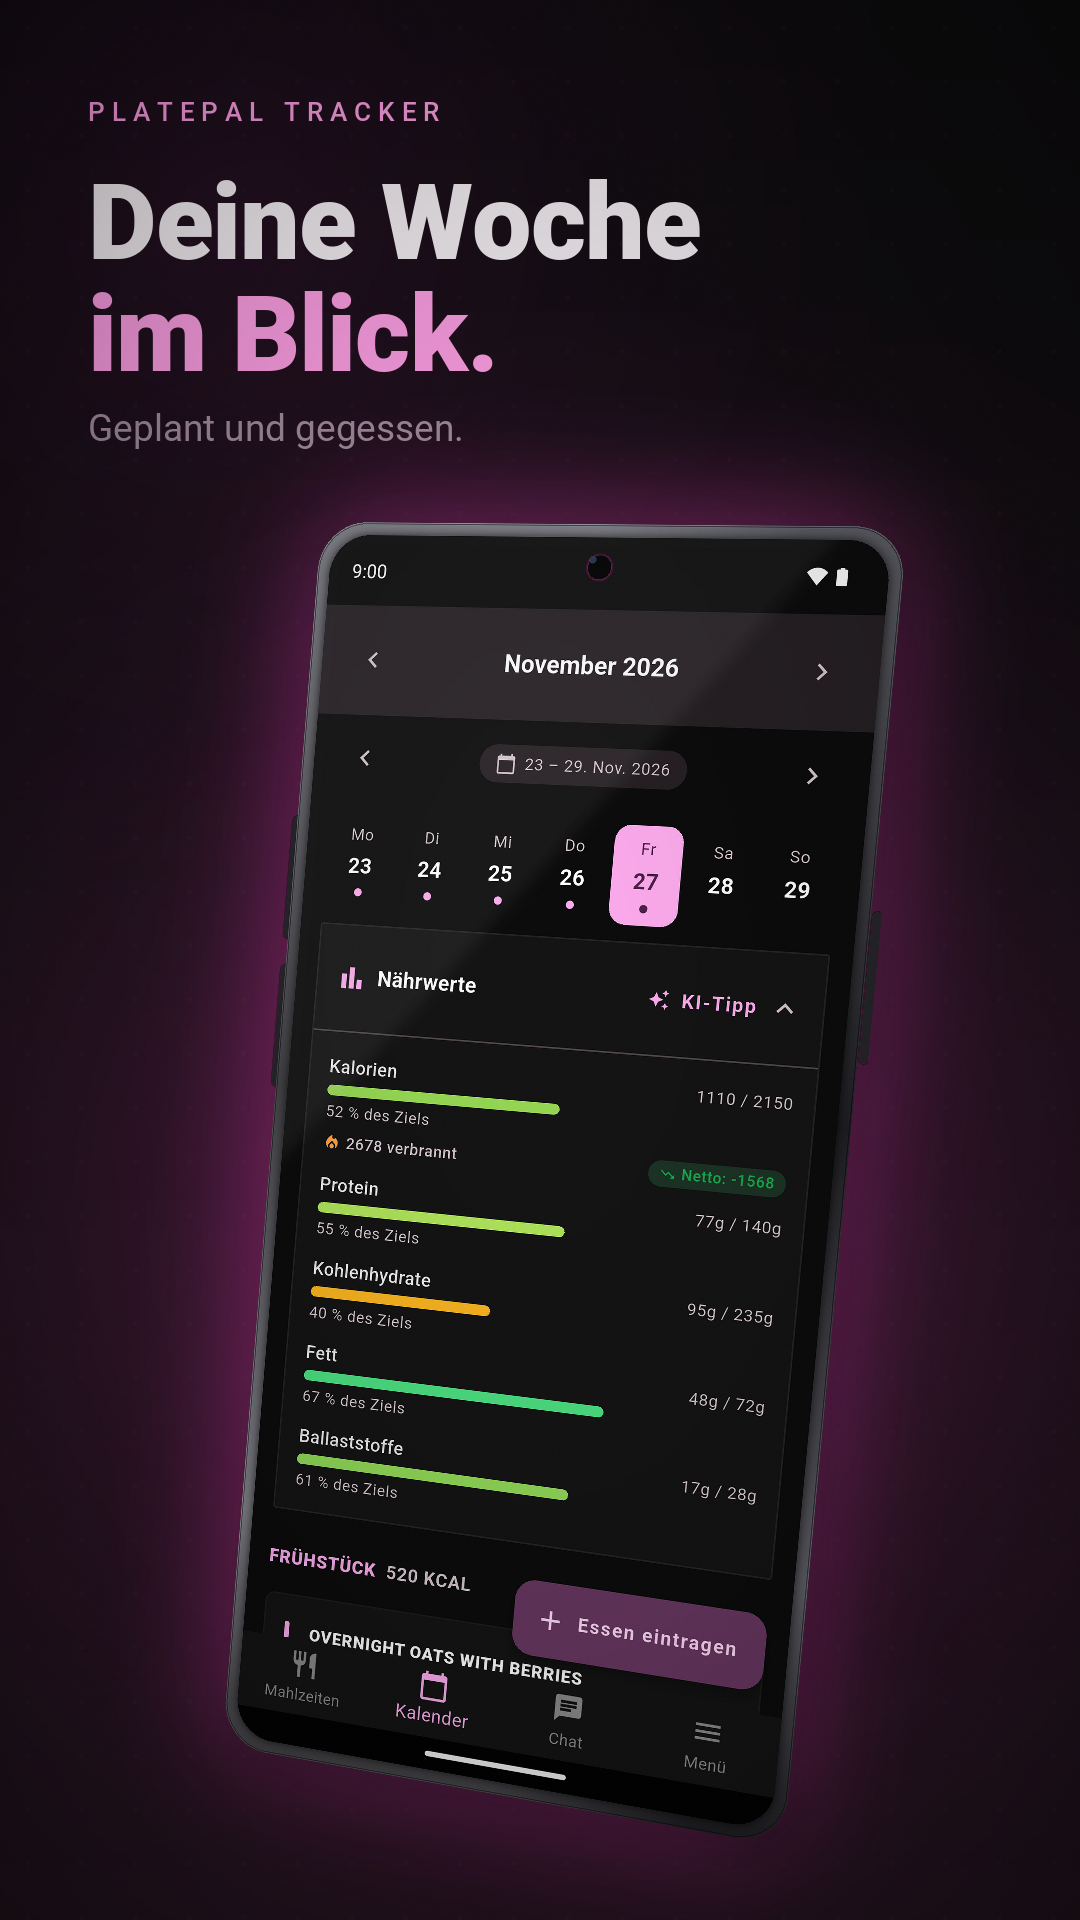 PLATEPAL TRACKER
Deine Woche
im Blick.
Geplant und gegessen.
9:00
November 2026
23 – 29. Nov. 2026
Mo Di Mi Do Fr Sa So
23 24 25 26 27 28 29
Nährwerte KI-Tipp
Kalorien 1110 / 2150
52 % des Ziels
2678 verbrannt Netto: -1568
Protein 77g / 140g
55 % des Ziels
Kohlenhydrate 95g / 235g
40 % des Ziels
Fett 48g / 72g
67 % des Ziels
Ballaststoffe 17g / 28g
61 % des Ziels
FRÜHSTÜCK 520 KCAL
Essen eintragen
OVERNIGHT OATS WITH BERRIES
Mahlzeiten Kalender Chat Menü